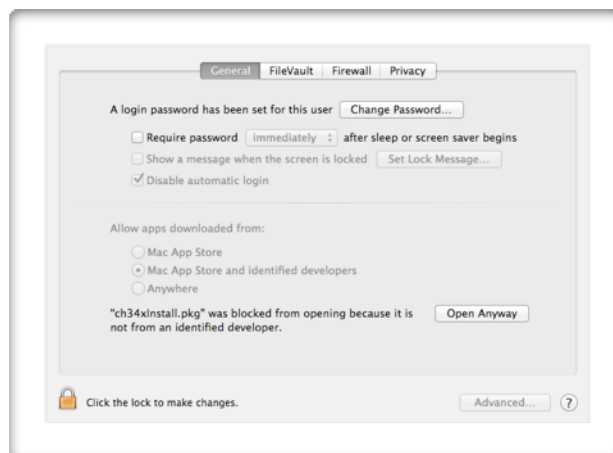 General FileVault Firewall Privacy
A login password has been set for this user Change Password...
Require password immediately after sleep or screen saver begins
Show a message when the screen is locked Set Lock Message...
Disable automatic login
Allow apps downloaded from:
Mac App Store
Mac App Store and identified developers
Anywhere
"ch34xInstall.pkg" was blocked from opening because it is Open Anyway
not from an identified developer.
Click the lock to make changes. Advanced... ?